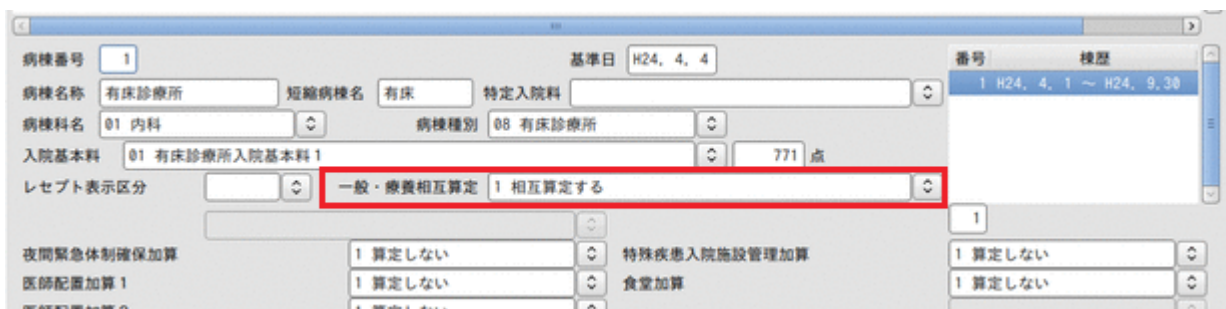 病棟番号 1 基準日 H24. 4. 4 番号 棟歴
病棟名称 有床診療所 短縮病棟名 有床 特定入院料 1 H24. 4. 1 ～ H24. 9.30
病棟科名 01 内科 病棟種別 08 有床診療所
入院基本料 01 有床診療所入院基本料1 771 点
レセプト表示区分 一般・療養相互算定 1 相互算定する
1
夜間緊急体制確保加算 1 算定しない 特殊疾患入院施設管理加算 1 算定しない
医師配置加算1 1 算定しない 食堂加算 1 算定しない